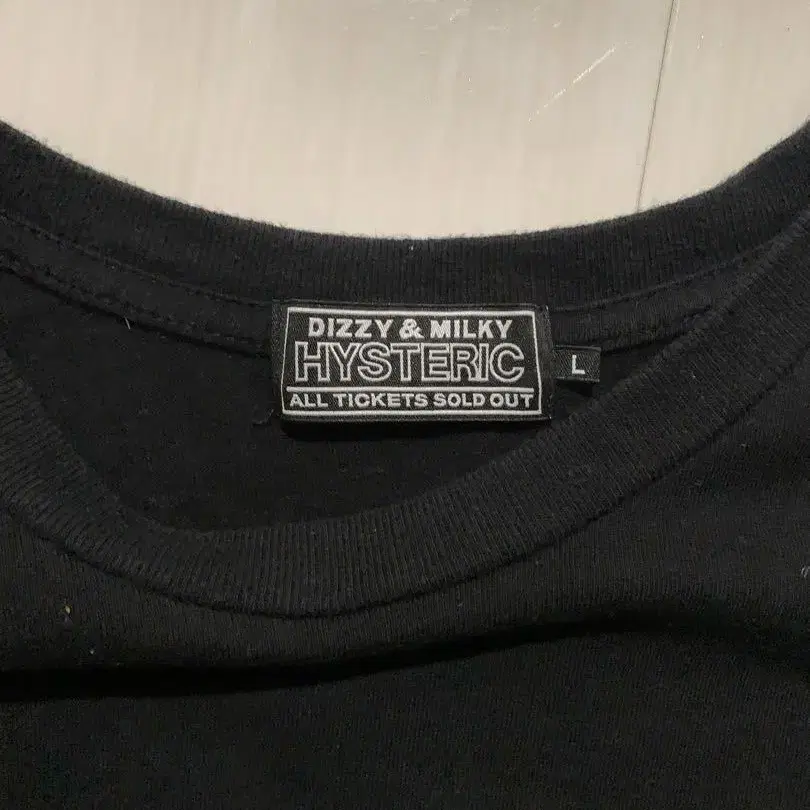 DIZZY & MILKY
HYSTERIC
ALL TICKETS SOLD OUT
L